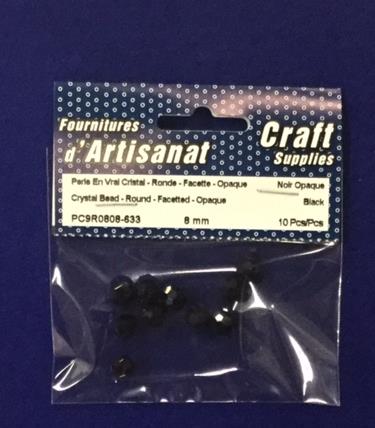 Fournitures
d'Artisanat
Craft
Supplies
Perle En Vrai Cristal - Ronde - Facette - Opaque Noir Opaque
Crystal Bead - Round - Facetted - Opaque Black
PC9R0808-633 8 mm 10 Pcs/Pcs